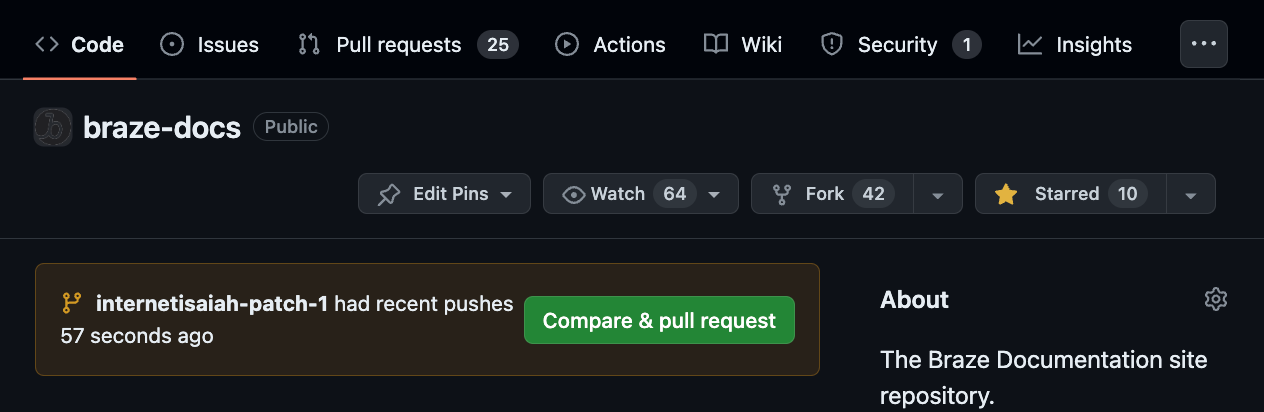 Code Issues Pull requests 25 Actions Wiki Security 1 Insights
braze-docs Public
Edit Pins Watch 64 Fork 42 Starred 10
internetisaiah-patch-1 had recent pushes
57 seconds ago
Compare & pull request
About
The Braze Documentation site
repository.